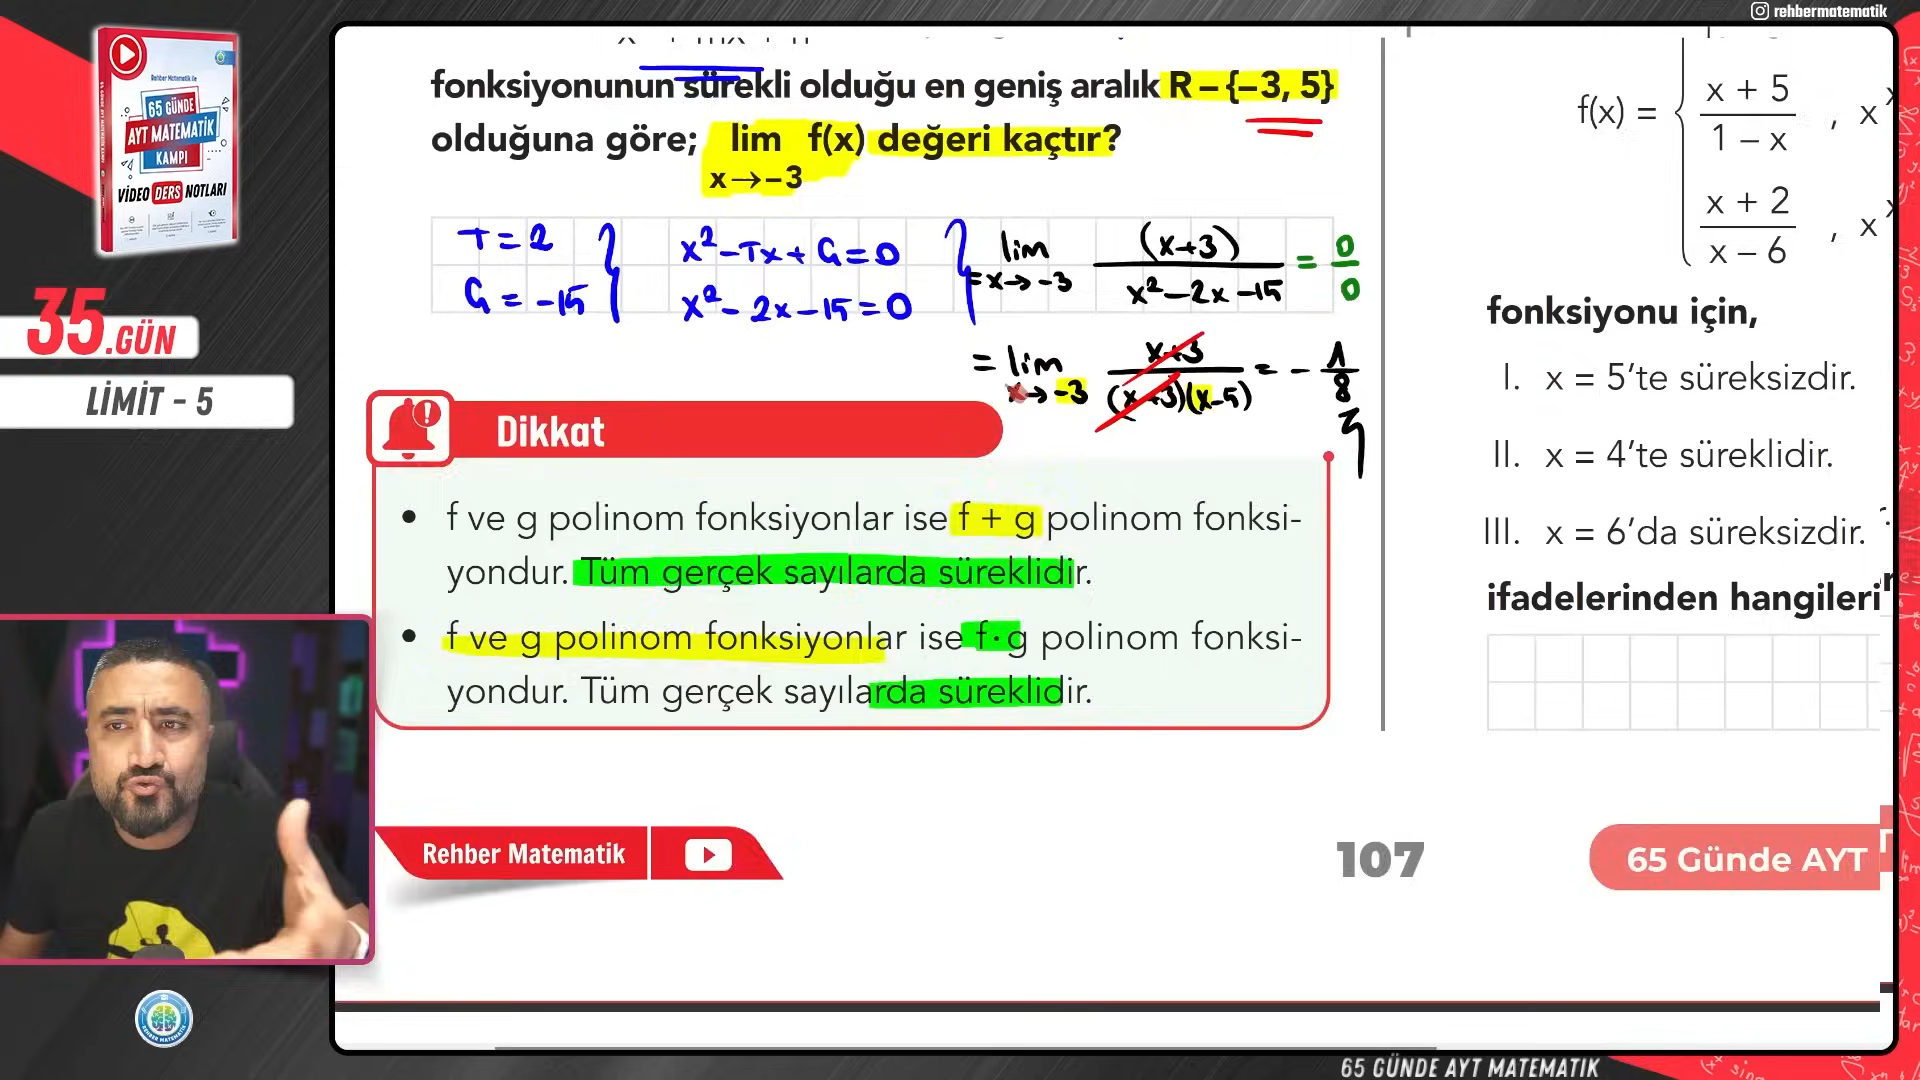 rehbermatematik
Rehber Matematik ile
65 GÜNDE
AYT MATEMATİK
KAMPI
VİDEO DERS NOTLARI
35.GÜN
LİMİT - 5
fonksiyonunun sürekli olduğu en geniş aralık R – {–3, 5}
olduğuna göre; lim f(x) değeri kaçtır?
x→–3
T = 2
G = -15
x² - Tx + G = 0
x² - 2x - 15 = 0
lim (x+3) / x² - 2x - 15 = 0/0
= x → -3
= lim x+3 / (x+3)(x-5) = - 1/8
x → -3
Dikkat
• f ve g polinom fonksiyonlar ise f + g polinom fonksi-
yondur. Tüm gerçek sayılarda süreklidir.
• f ve g polinom fonksiyonlar ise f·g polinom fonksi-
yondur. Tüm gerçek sayılarda süreklidir.
Rehber Matematik
107
f(x) =
x + 5 / 1 – x , x
x + 2 / x – 6 , x
fonksiyonu için,
I. x = 5'te süreksizdir.
II. x = 4'te süreklidir.
III. x = 6'da süreksizdir.
ifadelerinden hangileri
65 Günde AYT
REHBER MATEMATİK
65 GÜNDE AYT MATEMATİK